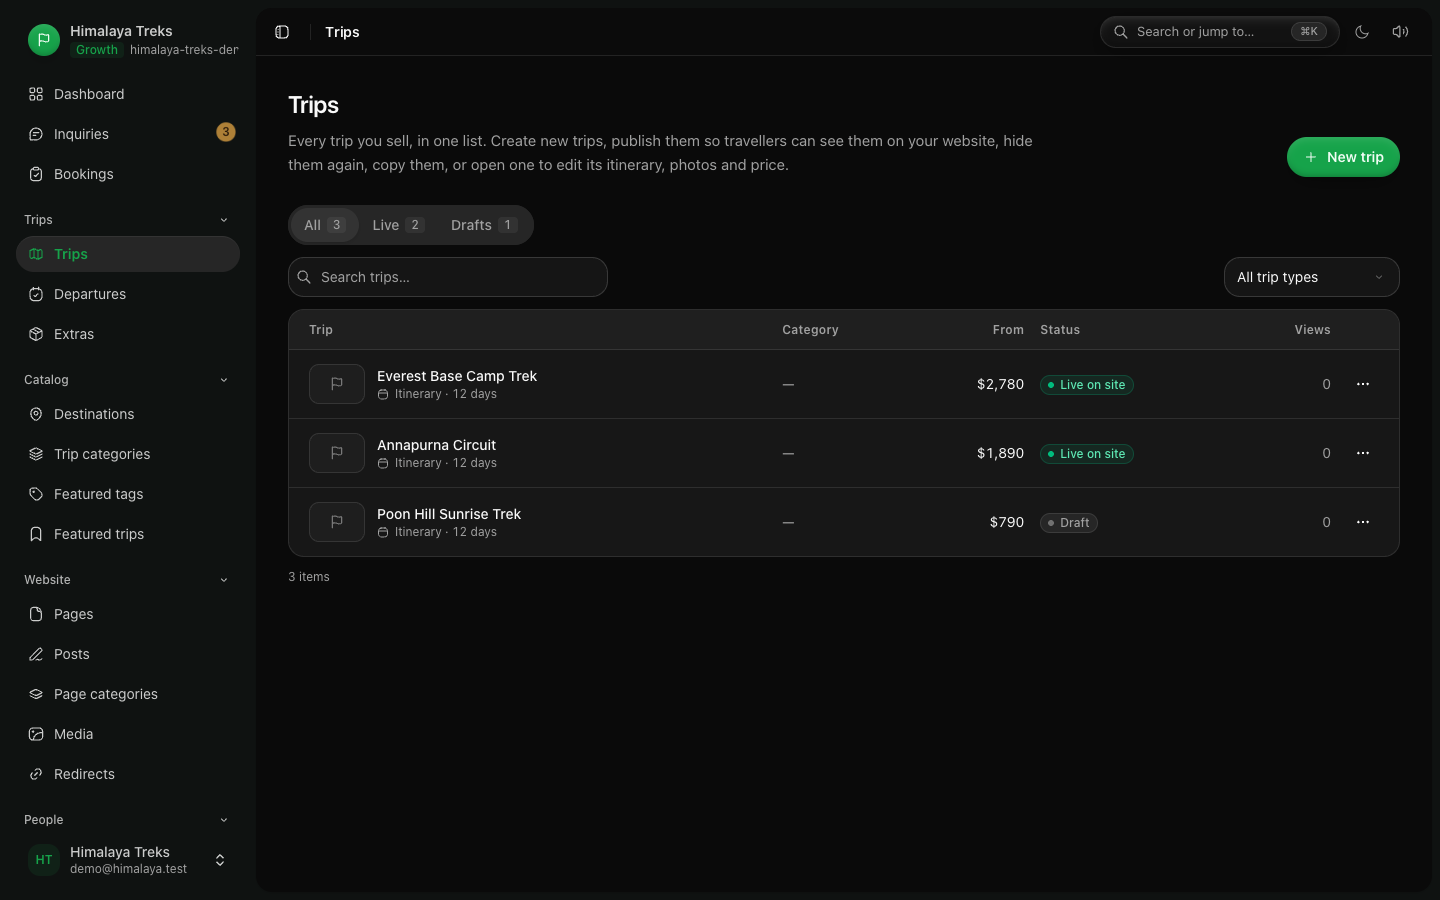 Himalaya Treks
Growth himalaya-treks-der
Dashboard
Inquiries 3
Bookings
Trips
Trips
Departures
Extras
Catalog
Destinations
Trip categories
Featured tags
Featured trips
Website
Pages
Posts
Page categories
Media
Redirects
People
HT
Himalaya Treks
demo@himalaya.test
Trips
Search or jump to... ⌘K
Trips
Every trip you sell, in one list. Create new trips, publish them so travellers can see them on your website, hide
them again, copy them, or open one to edit its itinerary, photos and price.
New trip
All 3 Live 2 Drafts 1
Search trips...
All trip types
Trip Category From Status Views
Everest Base Camp Trek
Itinerary · 12 days
— $2,780 Live on site 0
Annapurna Circuit
Itinerary · 12 days
— $1,890 Live on site 0
Poon Hill Sunrise Trek
Itinerary · 12 days
— $790 Draft 0
3 items